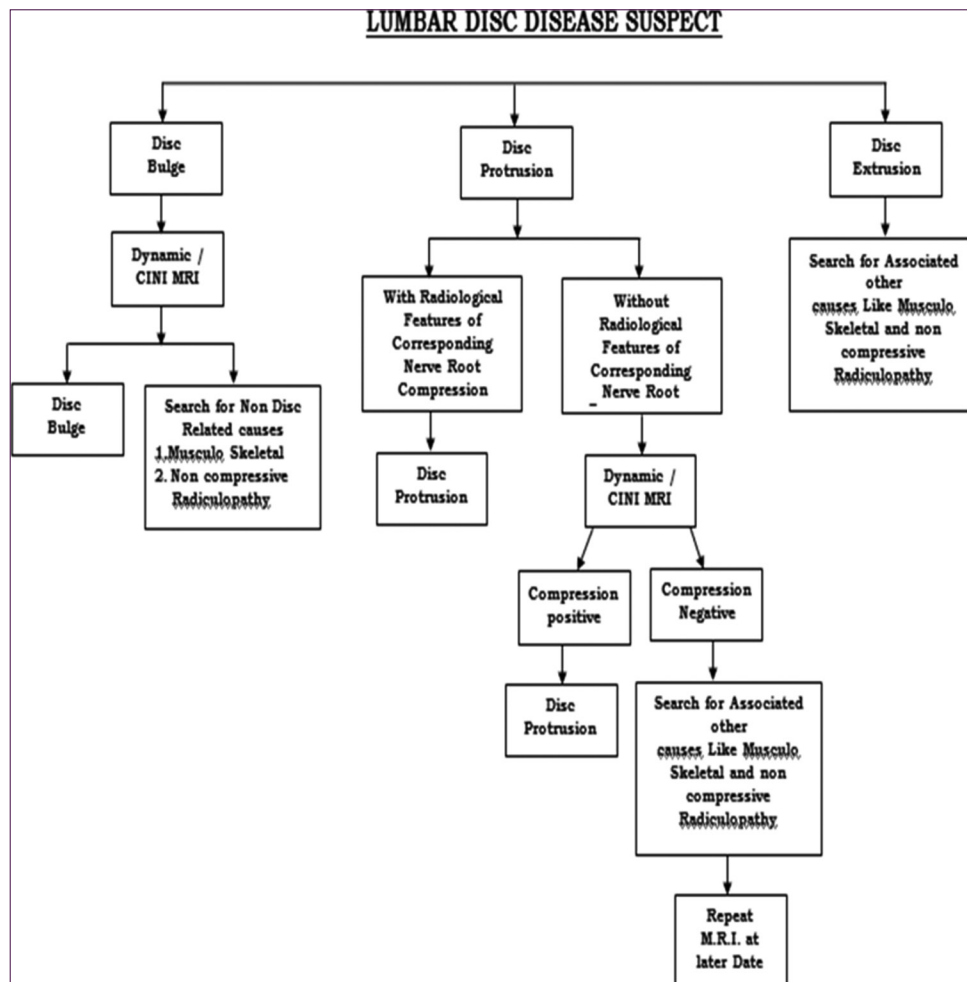 LUMBAR DISC DISEASE SUSPECT
Disc
Bulge
Disc
Protrusion
Disc
Extrusion
Dynamic /
CINI MRI
With Radiological
Features of
Corresponding
Nerve Root
Compression
Without
Radiological
Features of
Corresponding
Nerve Root
Search for Associated
other
causes Like Musculo
Skeletal and non
compressive
Radiculopathy
Disc
Bulge
Search for Non Disc
Related causes
1.Musculo Skeletal
2. Non compressive
Radiculopathy
Disc
Protrusion
Dynamic /
CINI MRI
Compression
positive
Compression
Negative
Disc
Protrusion
Search for Associated
other
causes Like Musculo
Skeletal and non
compressive
Radiculopathy
Repeat
M.R.I. at
later Date